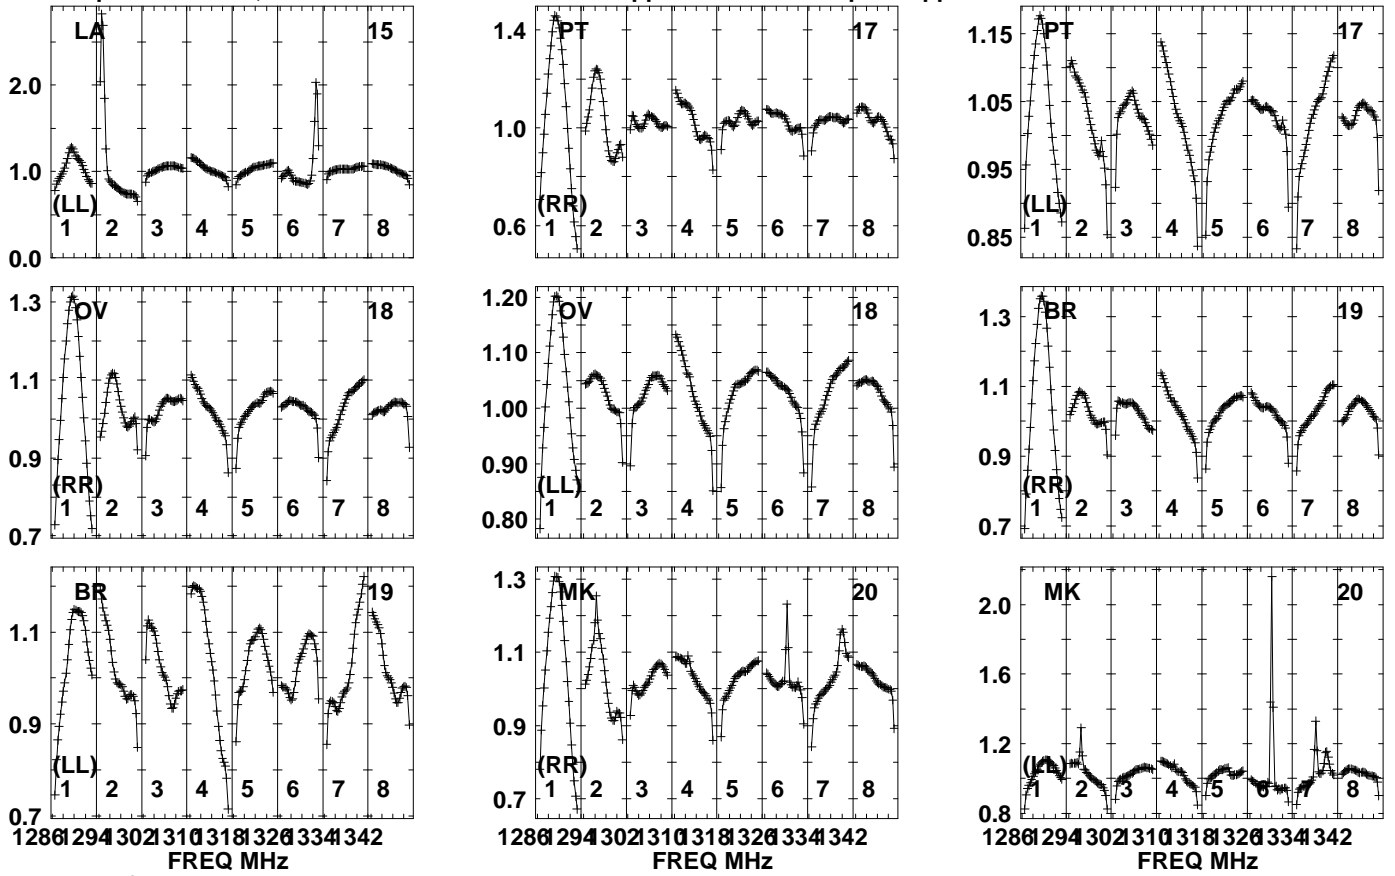 LA 15
2.0
1.0
0.0
(LL)
1 2 3 4 5 6 7 8
PT 17
1.4
1.0
0.6
(RR)
1 2 3 4 5 6 7 8
PT 17
1.15
1.05
0.95
0.85
(LL)
1 2 3 4 5 6 7 8
OV 18
1.3
1.1
0.9
0.7
(RR)
1 2 3 4 5 6 7 8
OV 18
1.20
1.10
1.00
0.90
0.80
(LL)
1 2 3 4 5 6 7 8
BR 19
1.3
1.1
0.9
0.7
(RR)
1 2 3 4 5 6 7 8
BR 19
1.1
0.9
0.7
(LL)
1 2 3 4 5 6 7 8
1286 1294 1302 1310 1318 1326 1334 1342
FREQ MHz
MK 20
1.3
1.1
0.9
0.7
(RR)
1 2 3 4 5 6 7 8
1286 1294 1302 1310 1318 1326 1334 1342
FREQ MHz
MK 20
2.0
1.6
1.2
0.8
(LL)
1 2 3 4 5 6 7 8
1286 1294 1302 1310 1318 1326 1334 1342
FREQ MHz